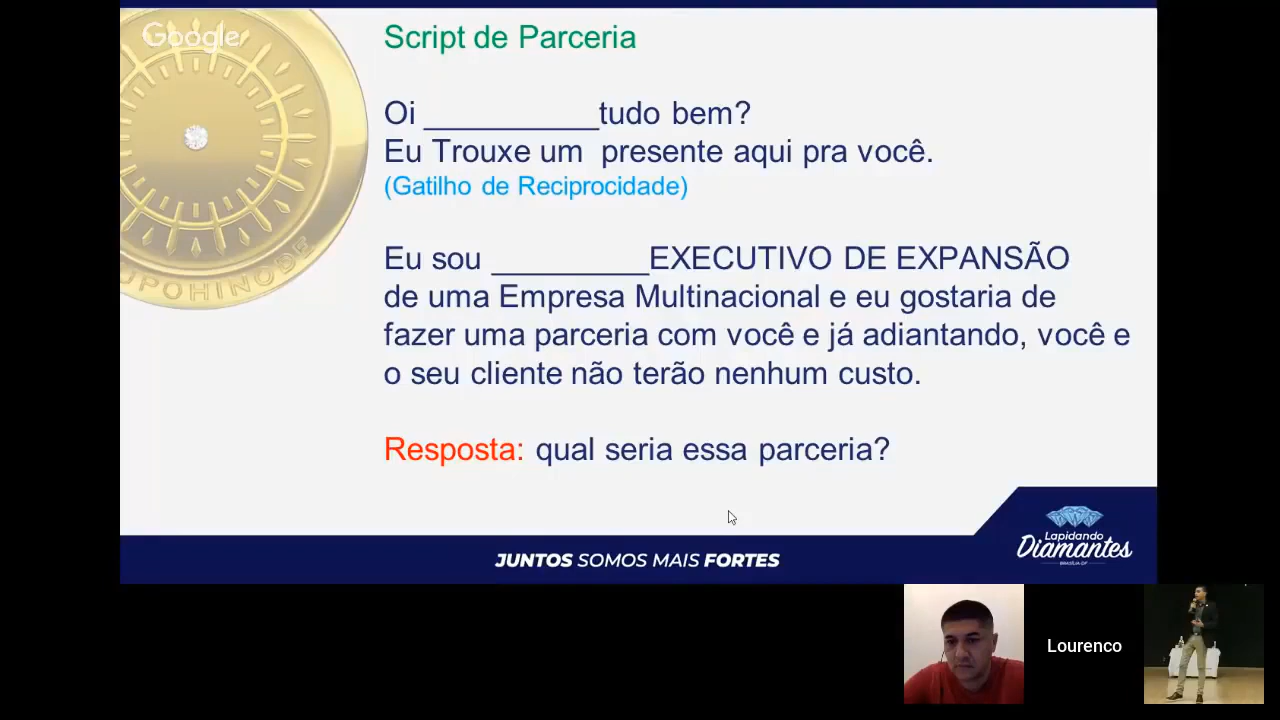 Google
Script de Parceria
Oi __________tudo bem?
Eu Trouxe um presente aqui pra você.
(Gatilho de Reciprocidade)
Eu sou _________EXECUTIVO DE EXPANSÃO
de uma Empresa Multinacional e eu gostaria de
fazer uma parceria com você e já adiantando, você e
o seu cliente não terão nenhum custo.
UPOHINODE
Resposta: qual seria essa parceria?
Lapidando
Diamantes
BRASÍLIA-DF
JUNTOS SOMOS MAIS FORTES
Lourenco